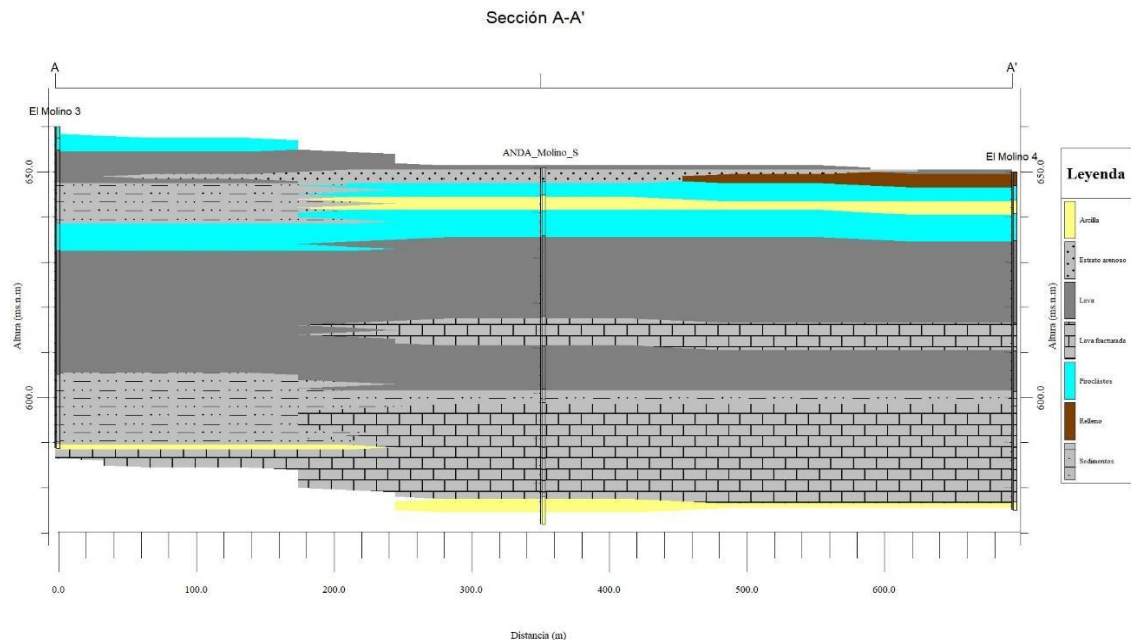 Sección A-A'
A
A'
El Molino 3
ANDA_Molino_S
El Molino 4
650.0
650.0
600.0
600.0
Altura (ms.n.m)
Altura (ms.n.m)
Leyenda
Arcilla
Estrato arenoso
Lava
Lava fracturada
Piroclástos
Relleno
Sedimentos
0.0
100.0
200.0
300.0
400.0
500.0
600.0
Distancia (m)